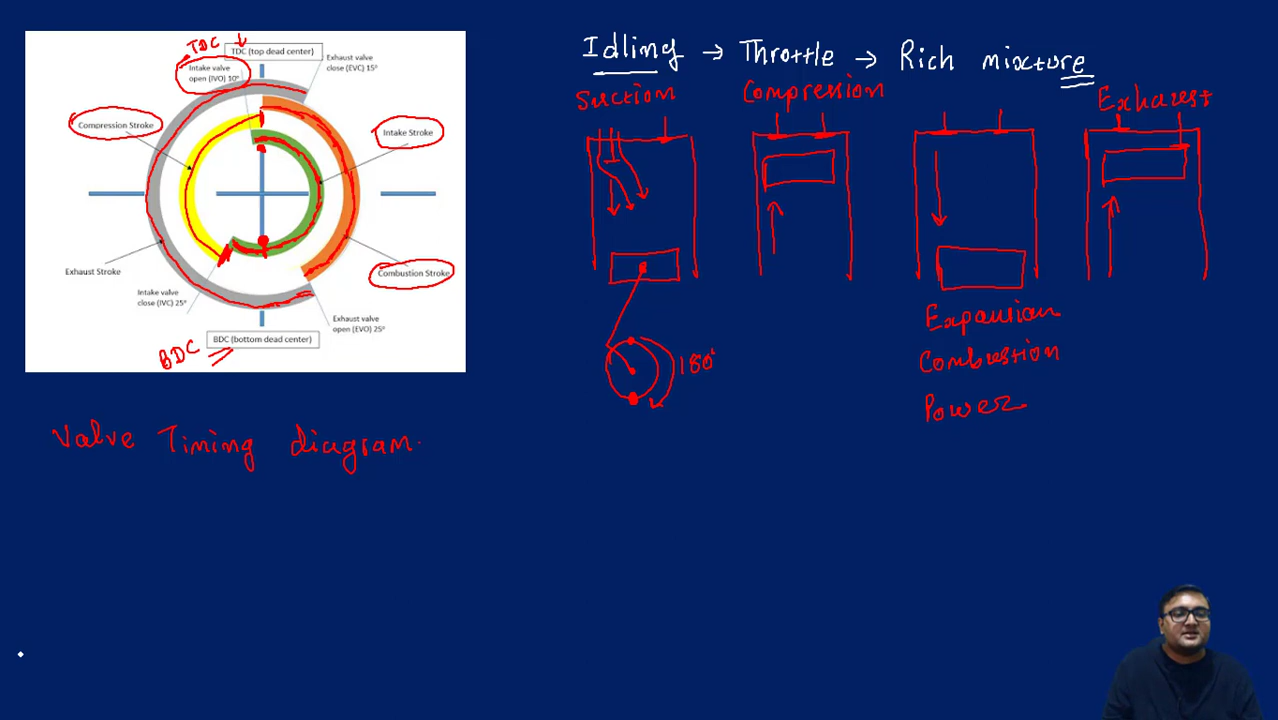 TDC
TDC (top dead center)
Intake valve
open (IVO) 10°
Exhaust valve
close (EVC) 15°
Compression Stroke
Intake Stroke
Exhaust Stroke
Combustion Stroke
Intake valve
close (IVC) 25°
Exhaust valve
open (EVO) 25°
BDC
BDC (bottom dead center)
Valve Timing diagram.
Idling → Throttle → Rich mixture
Suction
Compression
Exhaust
180°
Expansion
Combustion
Power